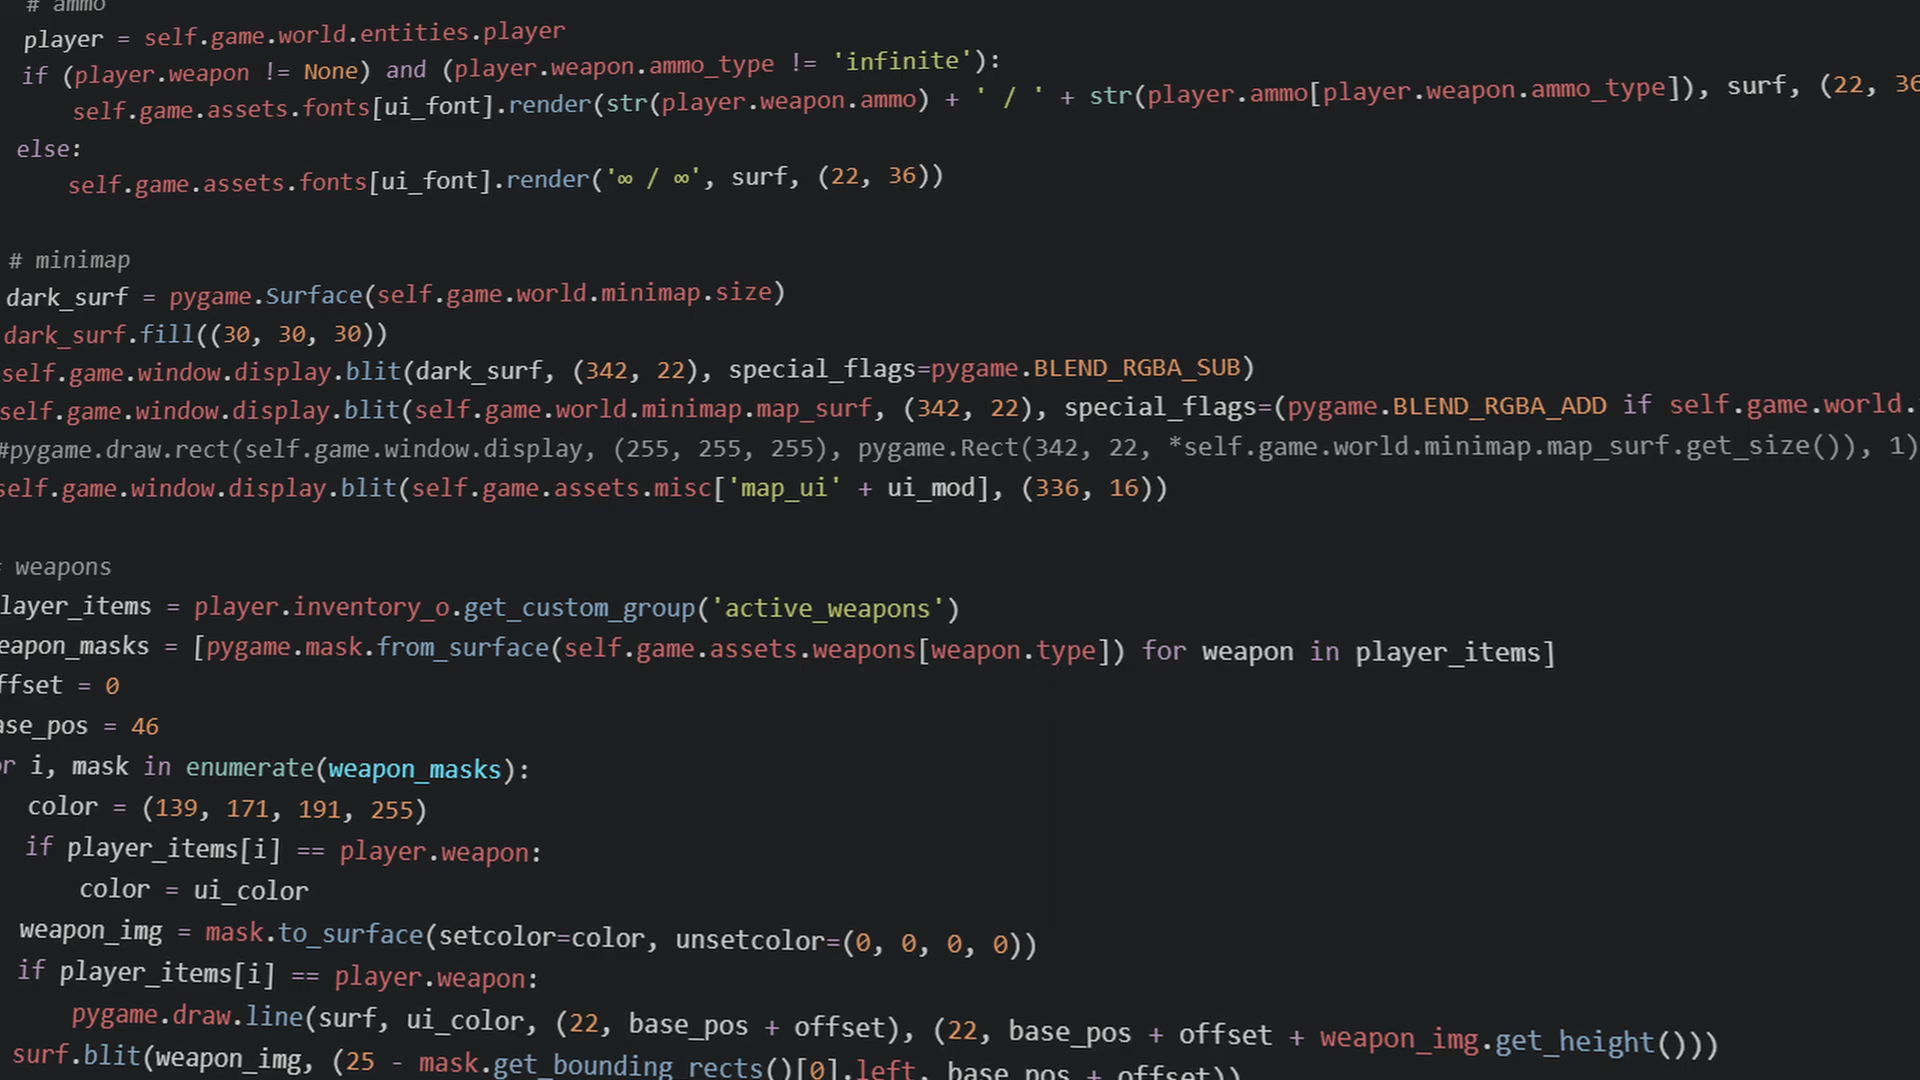 # ammo
player = self.game.world.entities.player
if (player.weapon != None) and (player.weapon.ammo_type != 'infinite'):
self.game.assets.fonts[ui_font].render(str(player.weapon.ammo) + ' / ' + str(player.ammo[player.weapon.ammo_type]), surf, (22, 36
else:
self.game.assets.fonts[ui_font].render('∞ / ∞', surf, (22, 36))
# minimap
dark_surf = pygame.Surface(self.game.world.minimap.size)
dark_surf.fill((30, 30, 30))
self.game.window.display.blit(dark_surf, (342, 22), special_flags=pygame.BLEND_RGBA_SUB)
self.game.window.display.blit(self.game.world.minimap.map_surf, (342, 22), special_flags=(pygame.BLEND_RGBA_ADD if self.game.world.
#pygame.draw.rect(self.game.window.display, (255, 255, 255), pygame.Rect(342, 22, *self.game.world.minimap.map_surf.get_size()), 1)
self.game.window.display.blit(self.game.assets.misc['map_ui' + ui_mod], (336, 16))
weapons
layer_items = player.inventory_o.get_custom_group('active_weapons')
eapon_masks = [pygame.mask.from_surface(self.game.assets.weapons[weapon.type]) for weapon in player_items]
ffset = 0
ase_pos = 46
r i, mask in enumerate(weapon_masks):
color = (139, 171, 191, 255)
if player_items[i] == player.weapon:
color = ui_color
weapon_img = mask.to_surface(setcolor=color, unsetcolor=(0, 0, 0, 0))
if player_items[i] == player.weapon:
pygame.draw.line(surf, ui_color, (22, base_pos + offset), (22, base_pos + offset + weapon_img.get_height()))
surf.blit(weapon_img, (25 - mask.get_bounding_rects()[0].left, base_pos + offset))